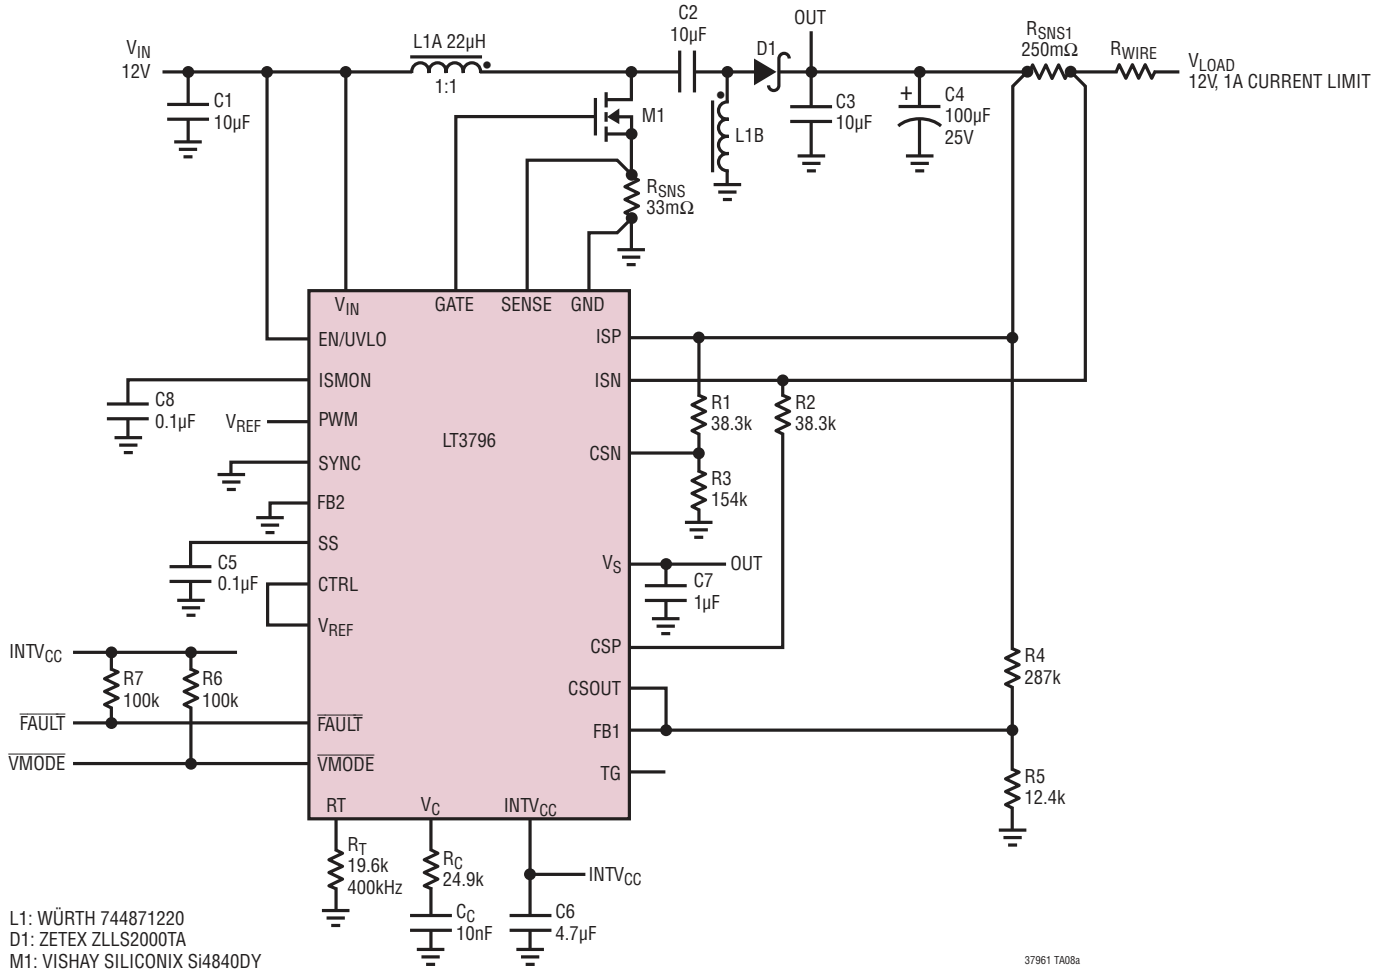 VIN
12V
C1
10µF
L1A 22µH
1:1
C2
10µF
D1
OUT
L1B
C3
10µF
+
C4
100µF
25V
RSNS1
250mΩ
RWIRE
VLOAD
12V, 1A CURRENT LIMIT
M1
RSNS
33mΩ
VIN
GATE
SENSE
GND
EN/UVLO
ISMON
PWM
SYNC
FB2
SS
CTRL
VREF
FAULT
VMODE
RT
VC
INTVCC
LT3796
ISP
ISN
CSN
VS
CSP
CSOUT
FB1
TG
C8
0.1µF
VREF
C5
0.1µF
INTVCC
R7
100k
R6
100k
FAULT
VMODE
R1
38.3k
R2
38.3k
R3
154k
OUT
C7
1µF
R4
287k
R5
12.4k
RT
19.6k
400kHz
RC
24.9k
CC
10nF
INTVCC
C6
4.7µF
L1: WÜRTH 744871220
D1: ZETEX ZLLS2000TA
M1: VISHAY SILICONIX Si4840DY
37961 TA08a